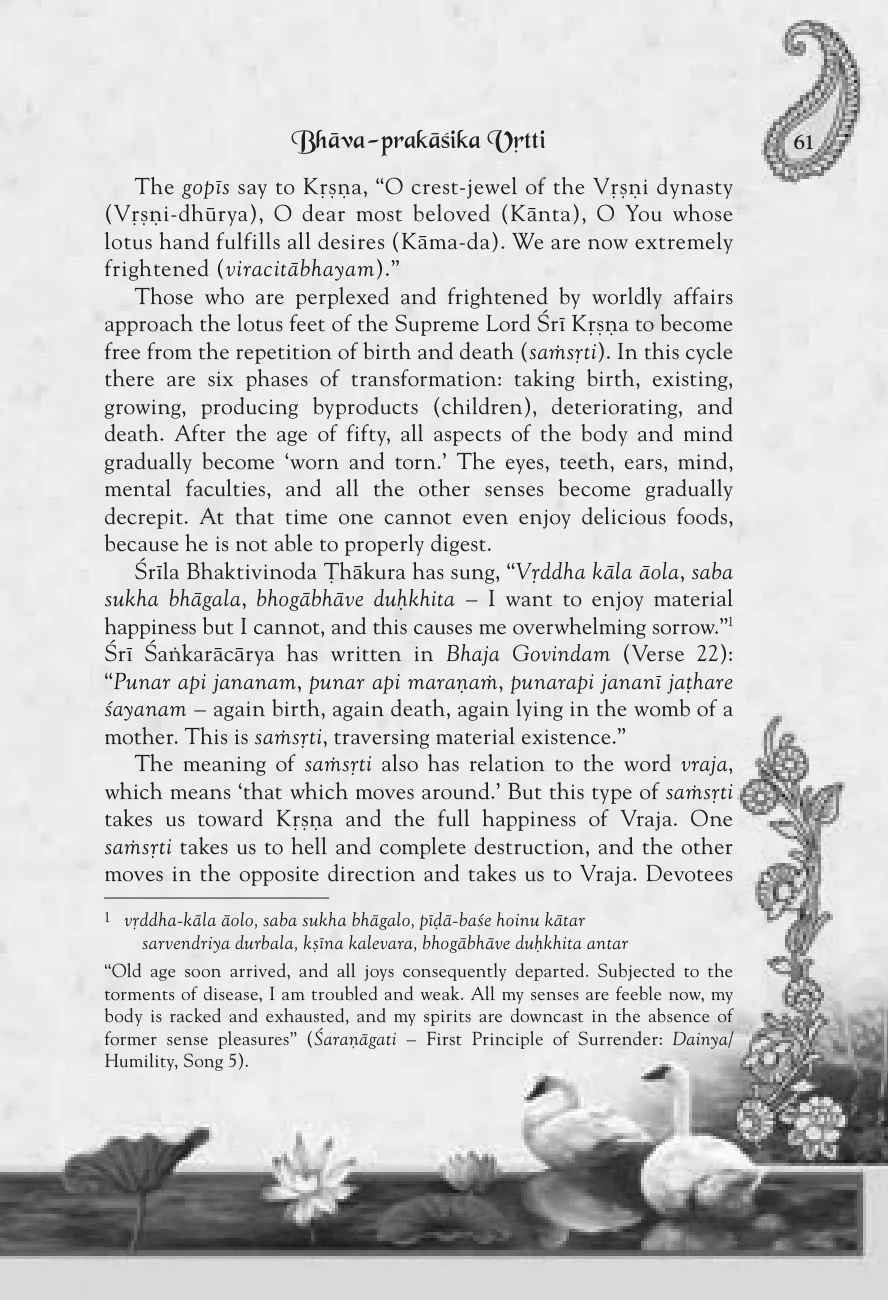 Bhāva-prakāśika Vṛtti
61
The gopīs say to Kṛṣṇa, “O crest-jewel of the Vṛṣṇi dynasty
(Vṛṣṇi-dhūrya), O dear most beloved (Kānta), O You whose
lotus hand fulfills all desires (Kāma-da). We are now extremely
frightened (viracitābhayam).”
Those who are perplexed and frightened by worldly affairs
approach the lotus feet of the Supreme Lord Śrī Kṛṣṇa to become
free from the repetition of birth and death (saṁsṛti). In this cycle
there are six phases of transformation: taking birth, existing,
growing, producing byproducts (children), deteriorating, and
death. After the age of fifty, all aspects of the body and mind
gradually become ‘worn and torn.’ The eyes, teeth, ears, mind,
mental faculties, and all the other senses become gradually
decrepit. At that time one cannot even enjoy delicious foods,
because he is not able to properly digest.
Śrīla Bhaktivinoda Ṭhākura has sung, “Vṛddha kāla āola, saba
sukha bhāgala, bhogābhāve duḥkhita – I want to enjoy material
happiness but I cannot, and this causes me overwhelming sorrow.”1
Śrī Śaṅkarācārya has written in Bhaja Govindam (Verse 22):
“Punar api jananam, punar api maraṇaṁ, punarapi jananī jaṭhare
śayanam – again birth, again death, again lying in the womb of a
mother. This is saṁsṛti, traversing material existence.”
The meaning of saṁsṛti also has relation to the word vraja,
which means ‘that which moves around.’ But this type of saṁsṛti
takes us toward Kṛṣṇa and the full happiness of Vraja. One
saṁsṛti takes us to hell and complete destruction, and the other
moves in the opposite direction and takes us to Vraja. Devotees
1 vṛddha-kāla āolo, saba sukha bhāgalo, pīḍā-baśe hoinu kātar
sarvendriya durbala, kṣīna kalevara, bhogābhāve duḥkhita antar
“Old age soon arrived, and all joys consequently departed. Subjected to the
torments of disease, I am troubled and weak. All my senses are feeble now, my
body is racked and exhausted, and my spirits are downcast in the absence of
former sense pleasures” (Śaraṇāgati – First Principle of Surrender: Dainya/
Humility, Song 5).